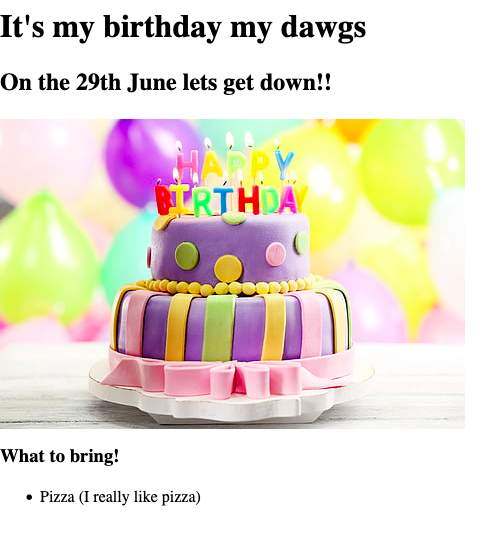 It's my birthday my dawgs
On the 29th June lets get down!!
HAPPY
BIRTHDAY
What to bring!
Pizza (I really like pizza)